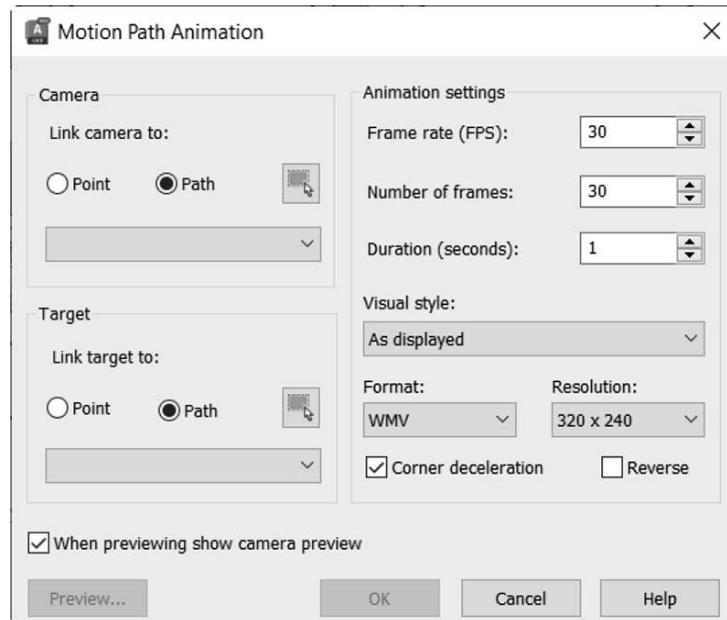 Motion Path Animation
Camera
Link camera to:
Point Path
Target
Link target to:
Point Path
Animation settings
Frame rate (FPS): 30
Number of frames: 30
Duration (seconds): 1
Visual style:
As displayed
Format: Resolution:
WMV 320 x 240
Corner deceleration Reverse
When previewing show camera preview
Preview... OK Cancel Help